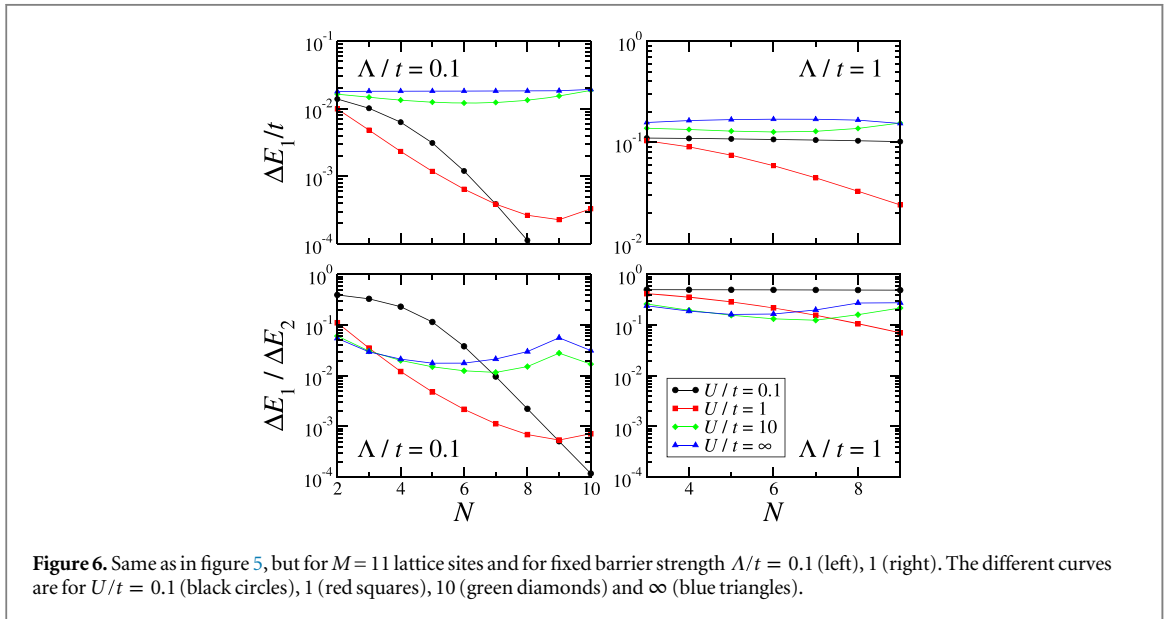 10^-1
10^-2
10^-3
10^-4
ΔE_1/t
Λ / t = 0.1
10^0
10^-1
10^-2
Λ / t = 1
10^0
10^-1
10^-2
10^-3
10^-4
ΔE_1 / ΔE_2
Λ / t = 0.1
2 4 6 8 10
N
10^0
10^-1
10^-2
10^-3
10^-4
U / t = 0.1
U / t = 1
U / t = 10
U / t = ∞
Λ / t = 1
4 6 8
N
Figure 6. Same as in figure 5, but for M = 11 lattice sites and for fixed barrier strength Λ/t = 0.1 (left), 1 (right). The different curves
are for U/t = 0.1 (black circles), 1 (red squares), 10 (green diamonds) and ∞ (blue triangles).